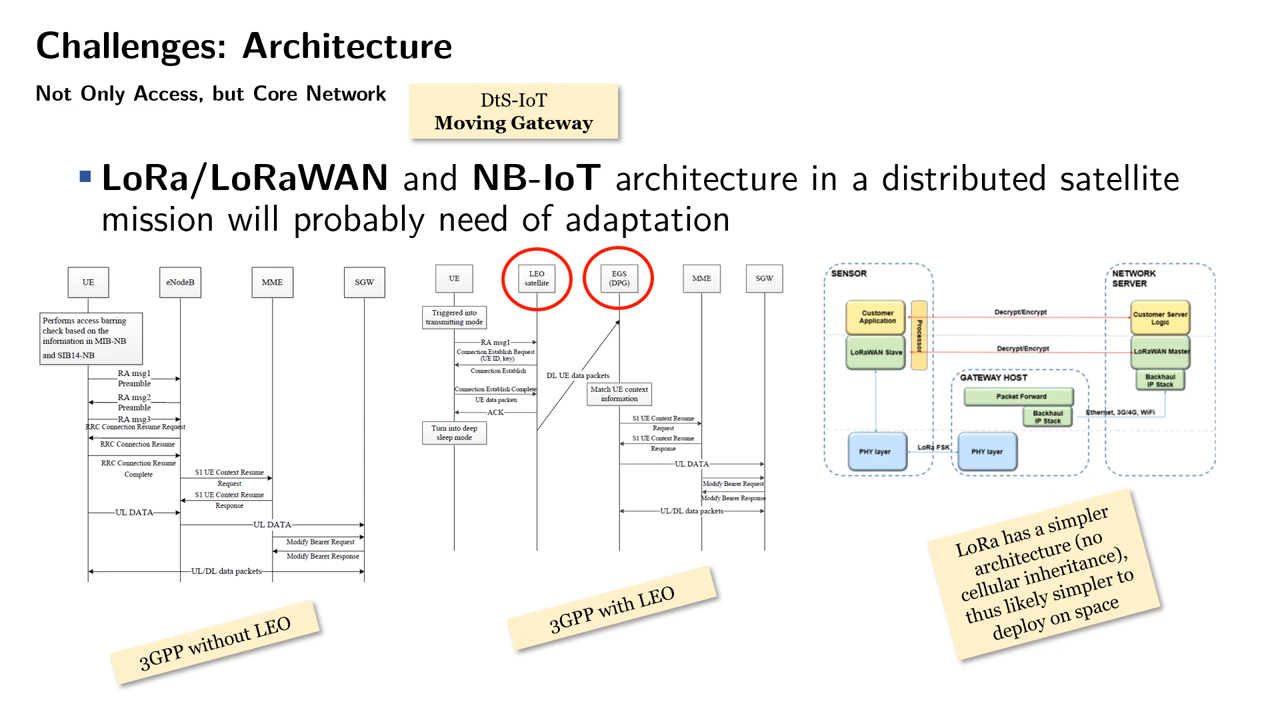 Challenges: Architecture
Not Only Access, but Core Network
DtS-IoT
Moving Gateway
▪ LoRa/LoRaWAN and NB-IoT architecture in a distributed satellite
mission will probably need of adaptation
UE
eNodeB
MME
SGW
Performs access barring
check based on the
information in MIB-NB
and SIB14-NB
RA msg1
Preamble
RA msg2
Preamble
RA msg3
RRC Connection Resume Request
RRC Connection Resume
RRC Connection Resume
Complete
S1 UE Context Resume
Request
S1 UE Context Resume
Response
UL DATA
UL DATA
Modify Bearer Request
Modify Bearer Response
UL/DL data packets
3GPP without LEO
UE
LEO
satellite
EGS
(DPG)
MME
SGW
Triggered into
transmitting mode
RA msg1
Connection Establish Request
(UE ID, key)
Connection Establish
Connection Establish Complete
UE data packets
ACK
Turn into deep
sleep mode
DL UE data packets
Match UE context
information
S1 UE Context Resume
Request
S1 UE Context Resume
Response
UL DATA
Modify Bearer Request
Modify Bearer Response
UL/DL data packets
3GPP with LEO
SENSOR
Customer
Application
Processor
LoRaWAN Slave
PHY layer
Decrypt/Encrypt
Decrypt/Encrypt
GATEWAY HOST
Packet Forward
Backhaul
IP Stack
LoRa FSK
PHY layer
Ethernet, 3G/4G, WiFi
NETWORK
SERVER
Customer Server
Logic
LoRaWAN Master
Backhaul
IP Stack
LoRa has a simpler
architecture (no
cellular inheritance),
thus likely simpler to
deploy on space